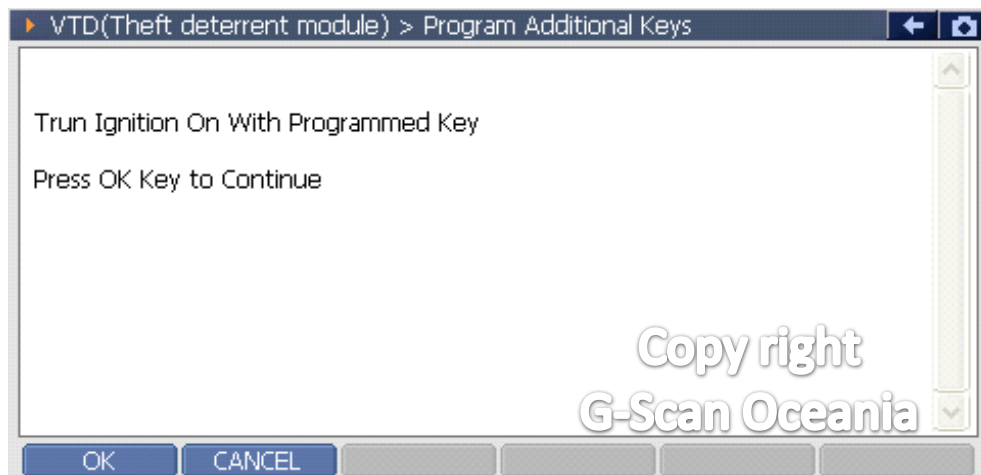 VTD(Theft deterrent module) > Program Additional Keys
Trun Ignition On With Programmed Key
Press OK Key to Continue
Copy right
G-Scan Oceania
OK CANCEL